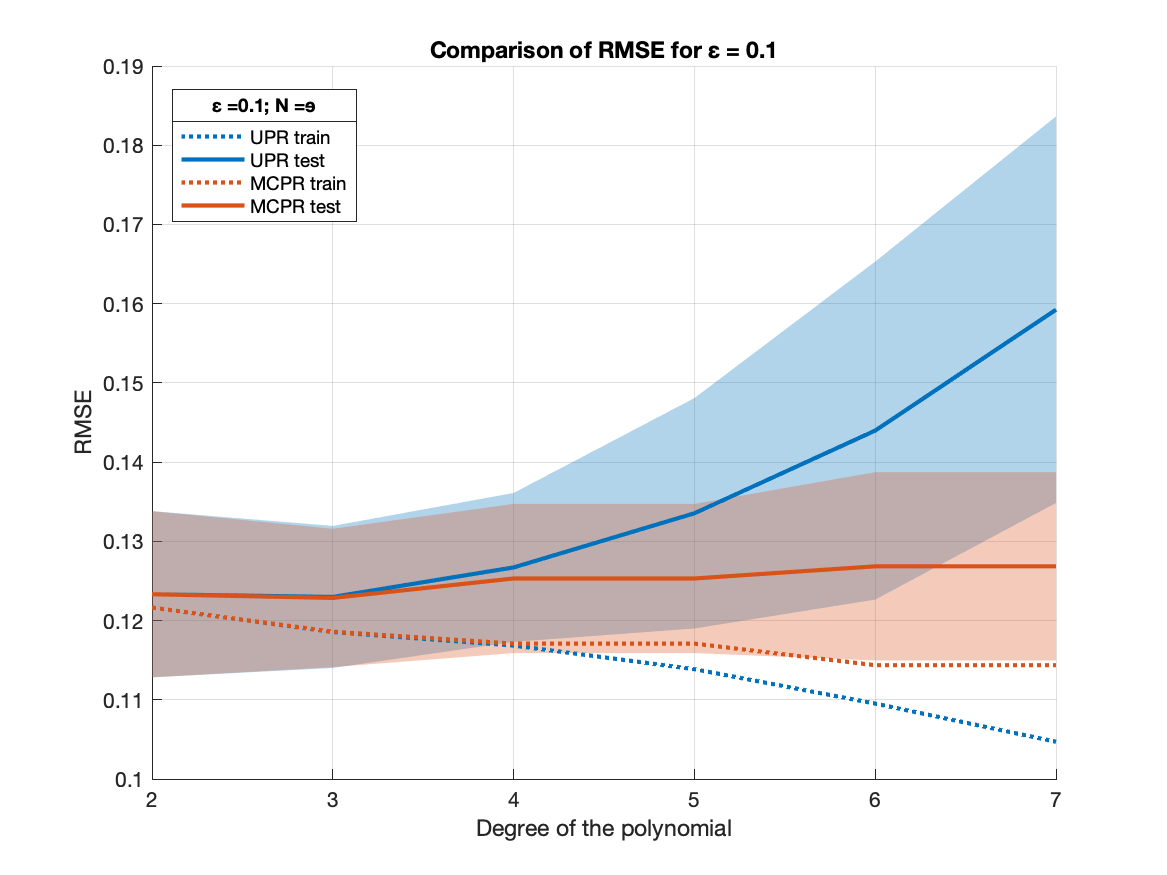 Comparison of RMSE for ε = 0.1
0.19
0.18
0.17
0.16
0.15
0.14
0.13
0.12
0.11
0.1
RMSE
ε =0.1; N =
UPR train
UPR test
MCPR train
MCPR test
2 3 4 5 6 7
Degree of the polynomial